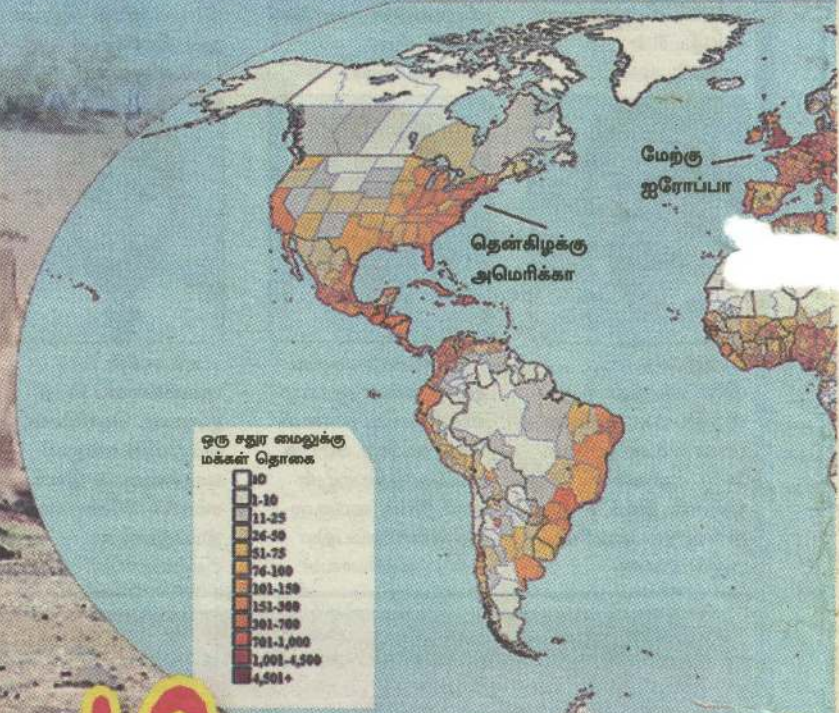 மேற்கு
ஐரோப்பா
தென்கிழக்கு
அமெரிக்கா
ஒரு சதுர மைலுக்கு
மக்கள் தொகை
10
1-10
11-25
26-50
51-75
76-100
101-150
151-300
301-700
701-1,000
1,001-4,500
4,501+